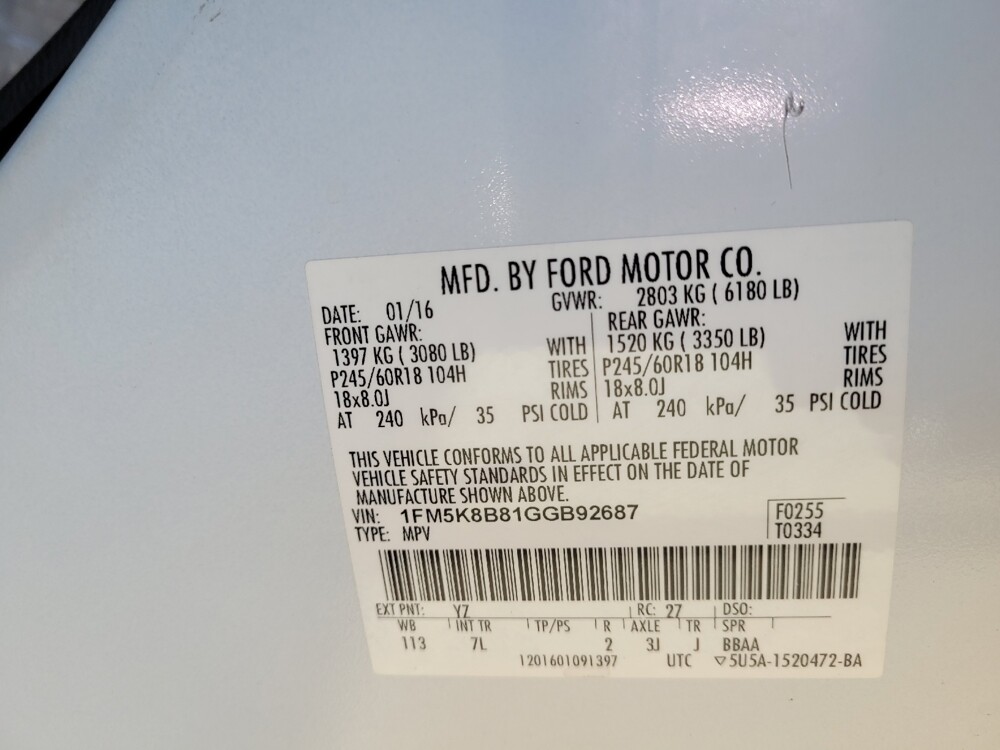 MFD. BY FORD MOTOR CO.
DATE: 01/16 GVWR: 2803 KG ( 6180 LB)
FRONT GAWR: REAR GAWR:
1397 KG ( 3080 LB) WITH 1520 KG ( 3350 LB) WITH
P245/60R18 104H TIRES P245/60R18 104H TIRES
18x8.0J RIMS 18x8.0J RIMS
AT 240 kPa/ 35 PSI COLD AT 240 kPa/ 35 PSI COLD
THIS VEHICLE CONFORMS TO ALL APPLICABLE FEDERAL MOTOR
VEHICLE SAFETY STANDARDS IN EFFECT ON THE DATE OF
MANUFACTURE SHOWN ABOVE.
VIN: 1FM5K8B81GGB92687 F0255
TYPE: MPV T0334
EXT PNT: YZ RC: 27 DSO:
WB INT TR TP/PS R AXLE TR SPR
113 7L 2 3J J BBAA
1201601091397 UTC ▽5U5A-1520472-BA